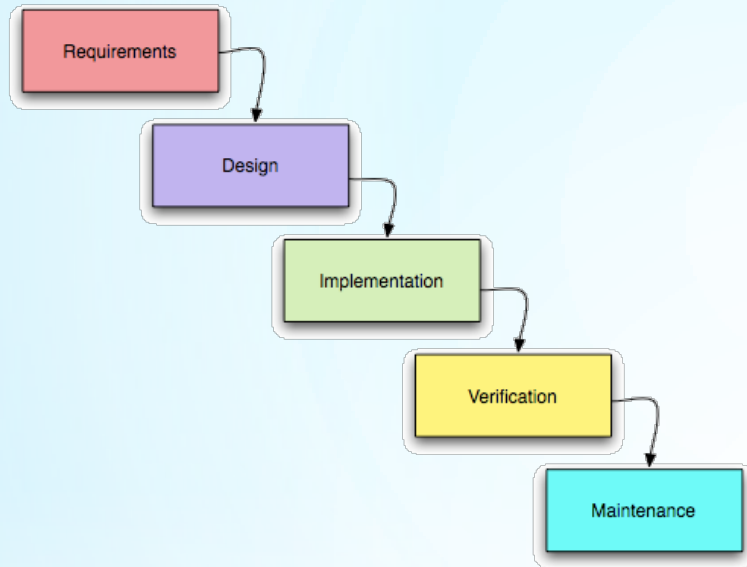 Requirements
Design
Implementation
Verification
Maintenance